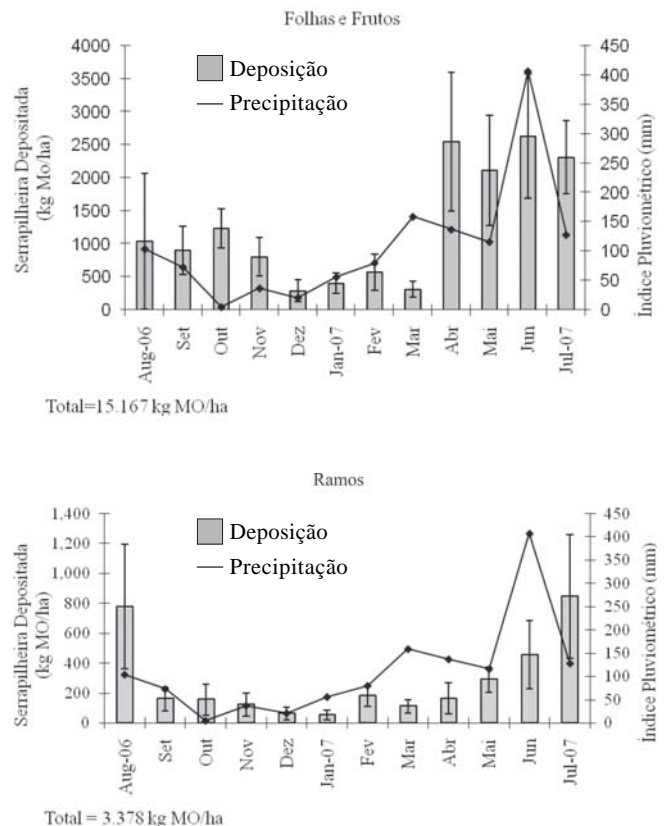 Folhas e Frutos
Serrapilheira Depositada
(kg Mo/ha)
4000
3500
3000
2500
2000
1500
1000
500
0
Deposição
Precipitação
450
400
350
300
250
200
150
100
50
0
Índice Pluviométrico (mm)
Aug-06
Set
Out
Nov
Dez
Jan-07
Fev
Mar
Abr
Mai
Jun
Jul-07
Total=15.167 kg MO/ha
Ramos
Serrapilheira Depositada
(kg MO/ha)
1,400
1,200
1,000
800
600
400
200
0
Deposição
Precipitação
450
400
350
300
250
200
150
100
50
0
Índice Pluviométrico (mm)
Aug-06
Set
Out
Nov
Dez
Jan-07
Fev
Mar
Abr
Mai
Jun
Jul-07
Total = 3.378 kg MO/ha